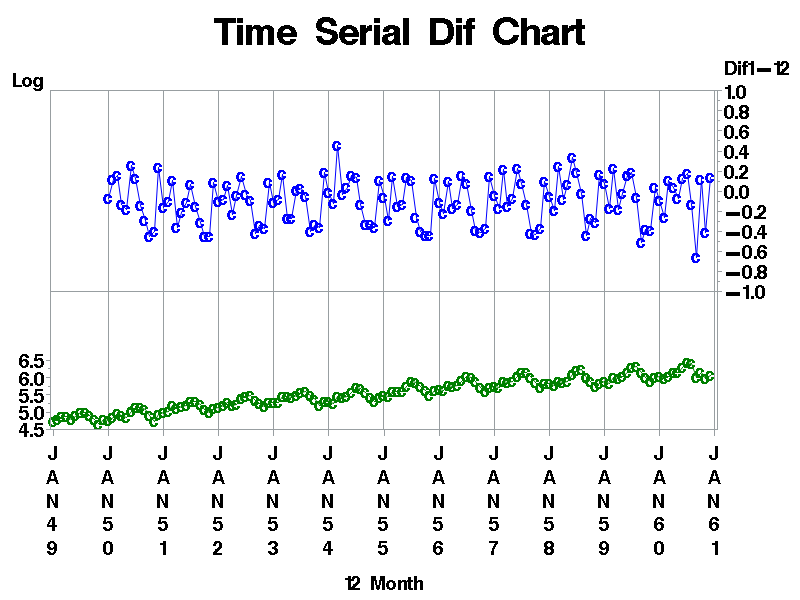 Time Serial Dif Chart
Log
Dif1-12
1.0
0.8
0.6
0.4
0.2
0.0
-0.2
-0.4
-0.6
-0.8
-1.0
6.5
6.0
5.5
5.0
4.5
J J J J J J J J J J J J J
A A A A A A A A A A A A A
N N N N N N N N N N N N N
4 5 5 5 5 5 5 5 5 5 5 6 6
9 0 1 2 3 4 5 6 7 8 9 0 1
12 Month